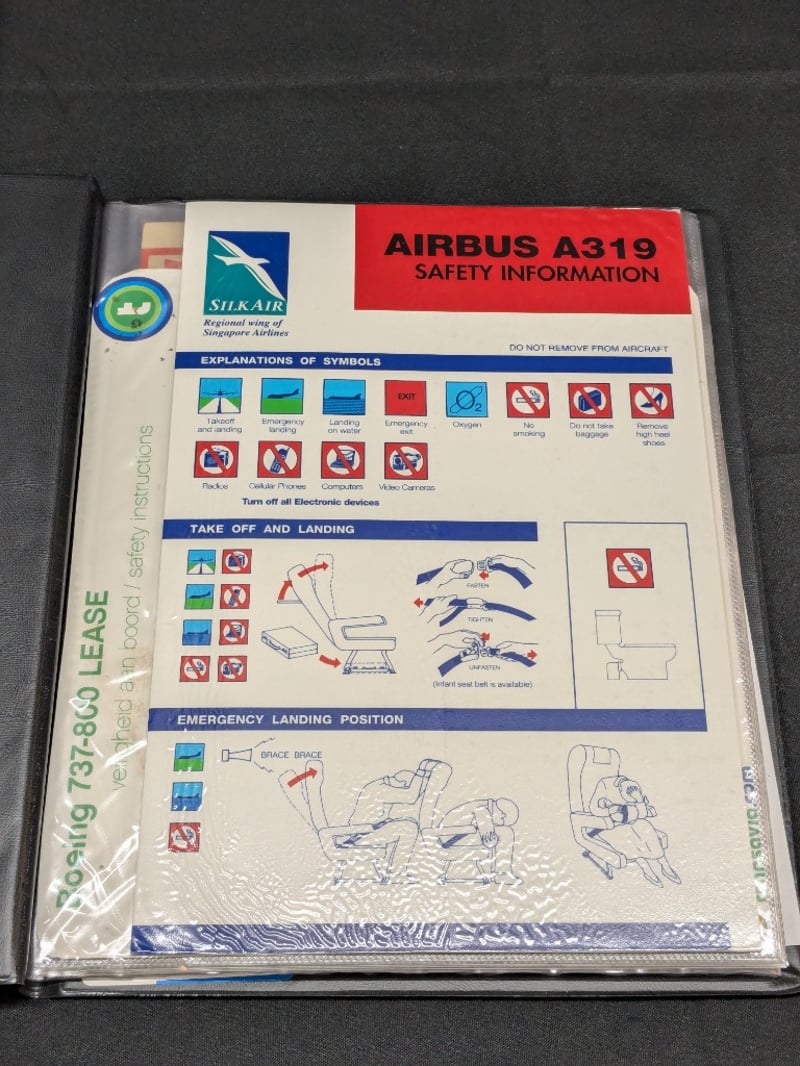 AIRBUS A319
SAFETY INFORMATION
SILKAIR
Regional wing of
Singapore Airlines
DO NOT REMOVE FROM AIRCRAFT
EXPLANATIONS OF SYMBOLS
EXIT
O2
Takeoff
and landing
Emergency
landing
Landing
on water
Emergency
exit
Oxygen
No
smoking
Do not take
baggage
Remove
high heel
shoes
Radios
Cellular Phones
Computers
Video Cameras
Turn off all Electronic devices
TAKE OFF AND LANDING
FASTEN
TIGHTEN
UNFASTEN
(Infant seat belt is available)
EMERGENCY LANDING POSITION
BRACE BRACE
Boeing 737-800 LEASE
veiligheid aan boord / safety instructions